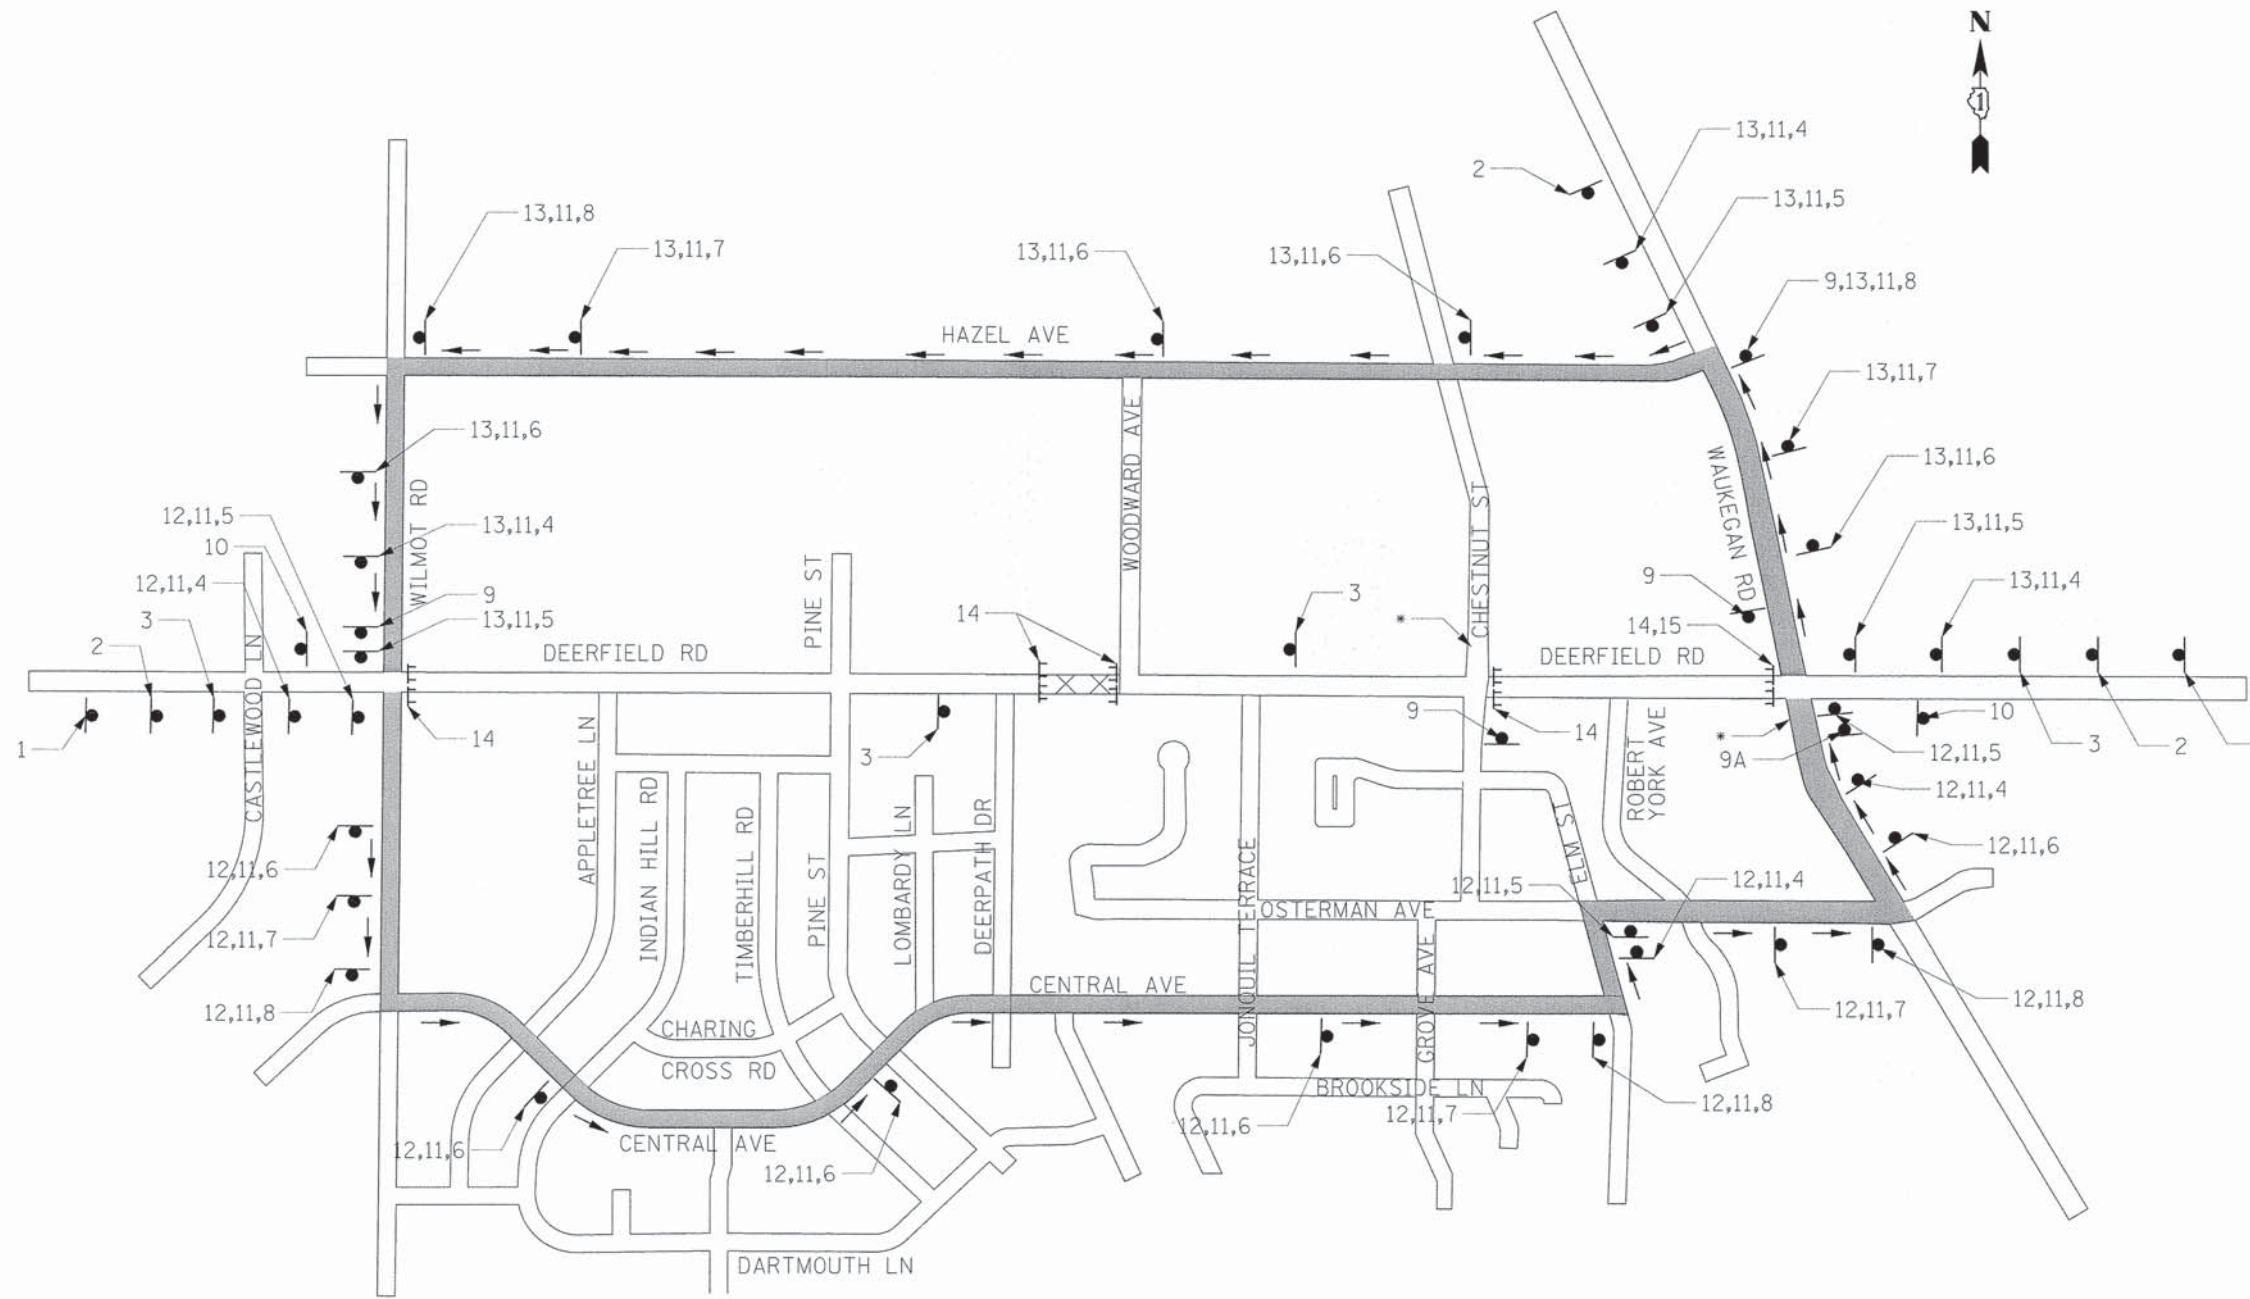 N
1
13,11,4
2
13,11,5
13,11,8
13,11,7
13,11,6
13,11,6
9,13,11,8
HAZEL AVE
13,11,7
13,11,6
13,11,6
WILMOT RD
WOODWARD AVE
CHESTNUT ST
WAUKEGAN RD
12,11,5
13,11,4
13,11,5
10
12,11,4
PINE ST
9
13,11,4
9
3
3
13,11,5
14
*
14,15
2
CASTLEWOOD LN
DEERFIELD RD
DEERFIELD RD
1
14
3
9
14
*
9A
10
12,11,5
3
2
APPLETREE LN
INDIAN HILL RD
TIMBERHILL RD
PINE ST
LOMBARDY LN
DEERPATH DR
ROBERT
YORK AVE
12,11,4
ELM ST
12,11,6
12,11,6
JONQUIL TERRACE
12,11,5
12,11,4
OSTERMAN AVE
12,11,7
GROVE AVE
CENTRAL AVE
12,11,8
12,11,7
12,11,8
CHARING
CROSS RD
BROOKSIDE LN
12,11,6
CENTRAL AVE
12,11,6
12,11,6
12,11,7
12,11,8
DARTMOUTH LN